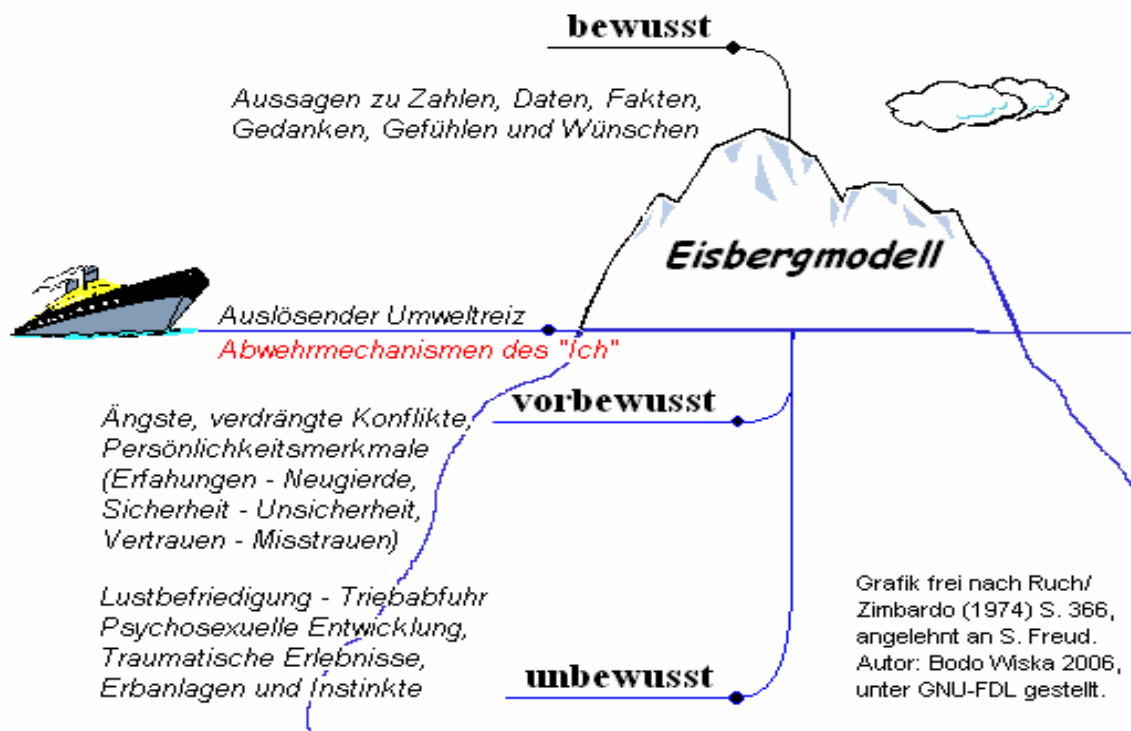 bewusst
Aussagen zu Zahlen, Daten, Fakten,
Gedanken, Gefühlen und Wünschen
Eisbergmodell
Auslösender Umweltreiz
Abwehrmechanismen des "Ich"
vorbewusst
Ängste, verdrängte Konflikte,
Persönlichkeitsmerkmale
(Erfahungen - Neugierde,
Sicherheit - Unsicherheit,
Vertrauen - Misstrauen)
Lustbefriedigung - Triebabfuhr
Psychosexuelle Entwicklung,
Traumatische Erlebnisse,
Erbanlagen und Instinkte
unbewusst
Grafik frei nach Ruch/
Zimbardo (1974) S. 366,
angelehnt an S. Freud.
Autor: Bodo Wiska 2006,
unter GNU-FDL gestellt.